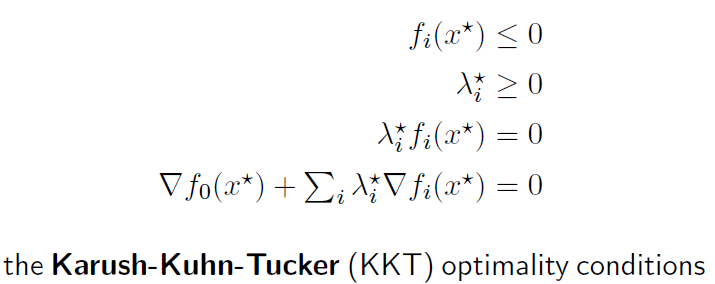 fᵢ(x⋆) ≤ 0
λᵢ⋆ ≥ 0
λᵢ⋆fᵢ(x⋆) = 0
∇f₀(x⋆) + ∑ᵢ λᵢ⋆∇fᵢ(x⋆) = 0
the Karush-Kuhn-Tucker (KKT) optimality conditions